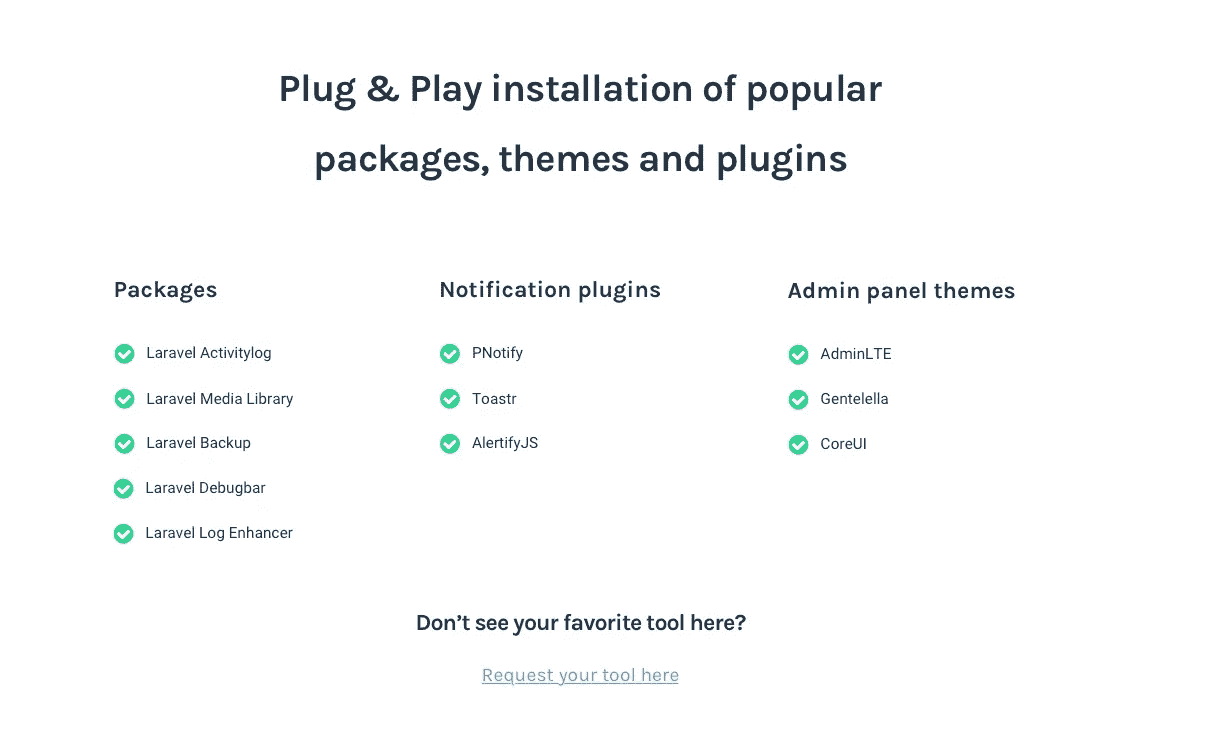 Plug & Play installation of popular
packages, themes and plugins
Packages
Laravel Activitylog
Laravel Media Library
Laravel Backup
Laravel Debugbar
Laravel Log Enhancer
Notification plugins
PNotify
Toastr
AlertifyJS
Admin panel themes
AdminLTE
Gentelella
CoreUI
Don’t see your favorite tool here?
Request your tool here